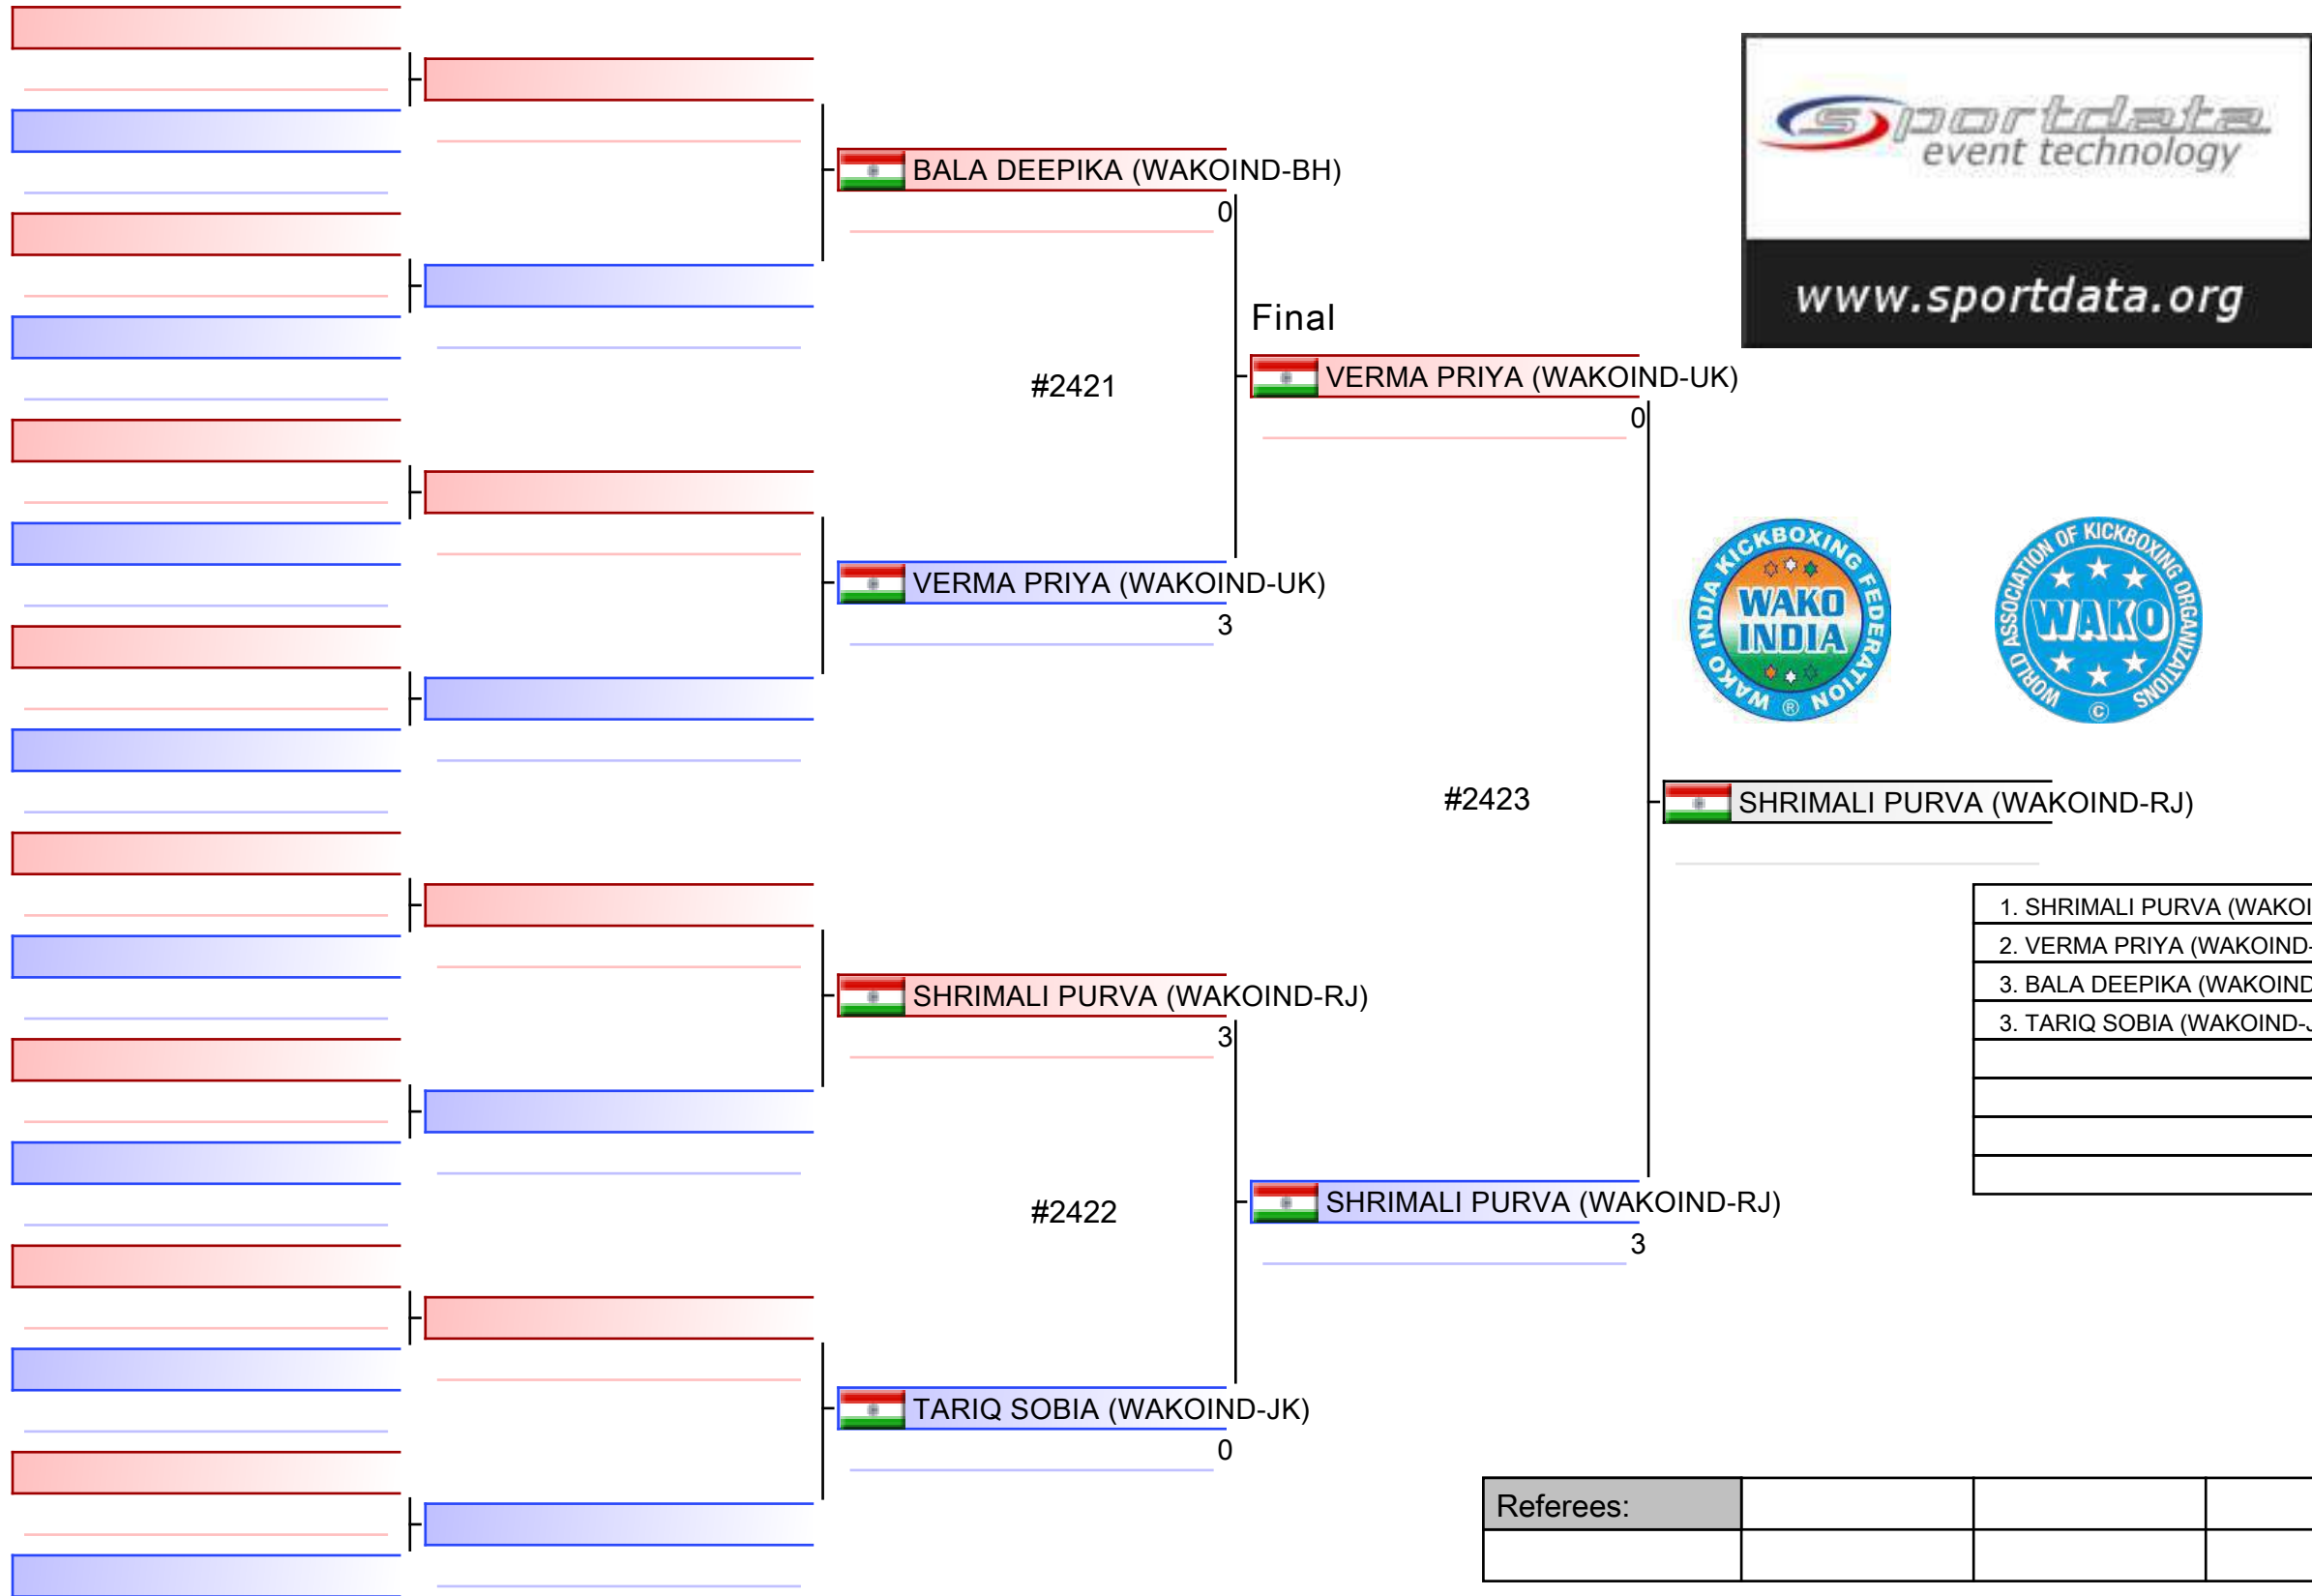 sportdata
event technology
www.sportdata.org
BALA DEEPIKA (WAKOIND-BH)
0
Final
#2421
VERMA PRIYA (WAKOIND-UK)
0
VERMA PRIYA (WAKOIND-UK)
3
WAKO INDIA KICKBOXING FEDERATION ®
WAKO
INDIA
WORLD ASSOCIATION OF KICKBOXING ORGANIZATIONS ©
WAKO
#2423
SHRIMALI PURVA (WAKOIND-RJ)
1. SHRIMALI PURVA (WAKOI
2. VERMA PRIYA (WAKOIND-
3. BALA DEEPIKA (WAKOIND
3. TARIQ SOBIA (WAKOIND-J
SHRIMALI PURVA (WAKOIND-RJ)
3
#2422
SHRIMALI PURVA (WAKOIND-RJ)
3
TARIQ SOBIA (WAKOIND-JK)
0
Referees: